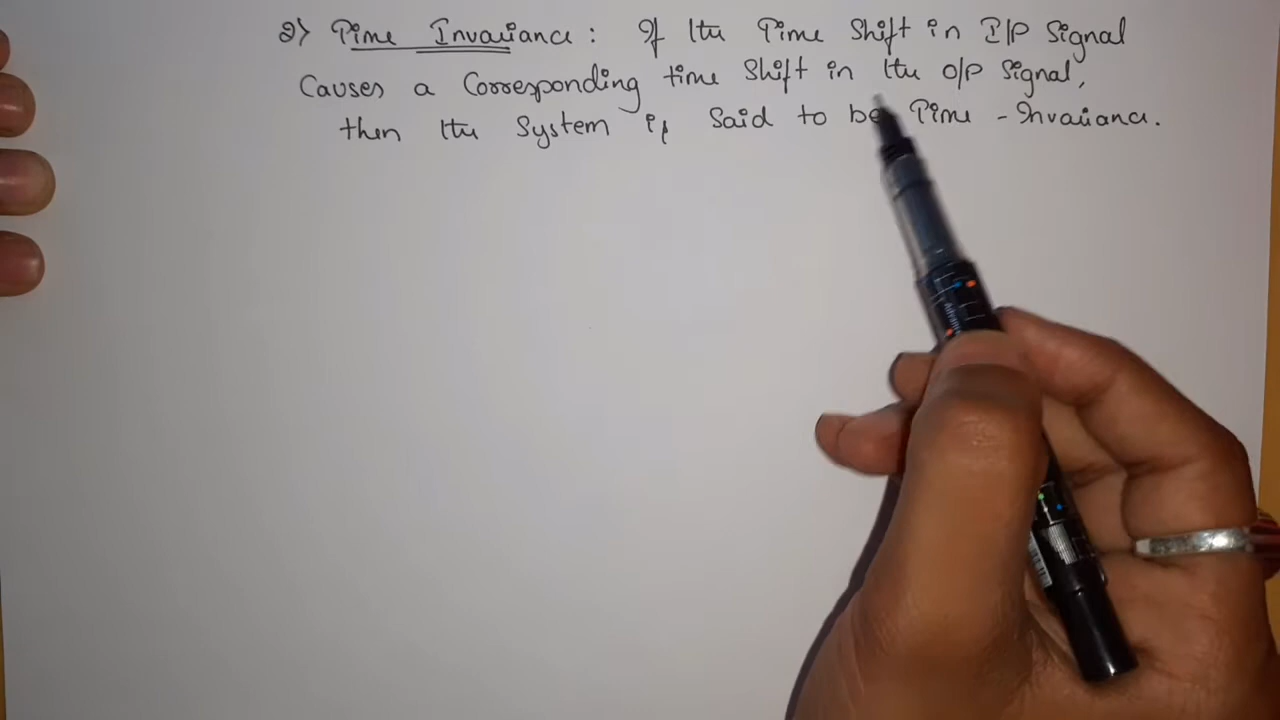 2) Time Invariance: If the Time Shift in I/P Signal
Causes a Corresponding time Shift in the O/P Signal,
then the System is Said to be Time-Invariance.